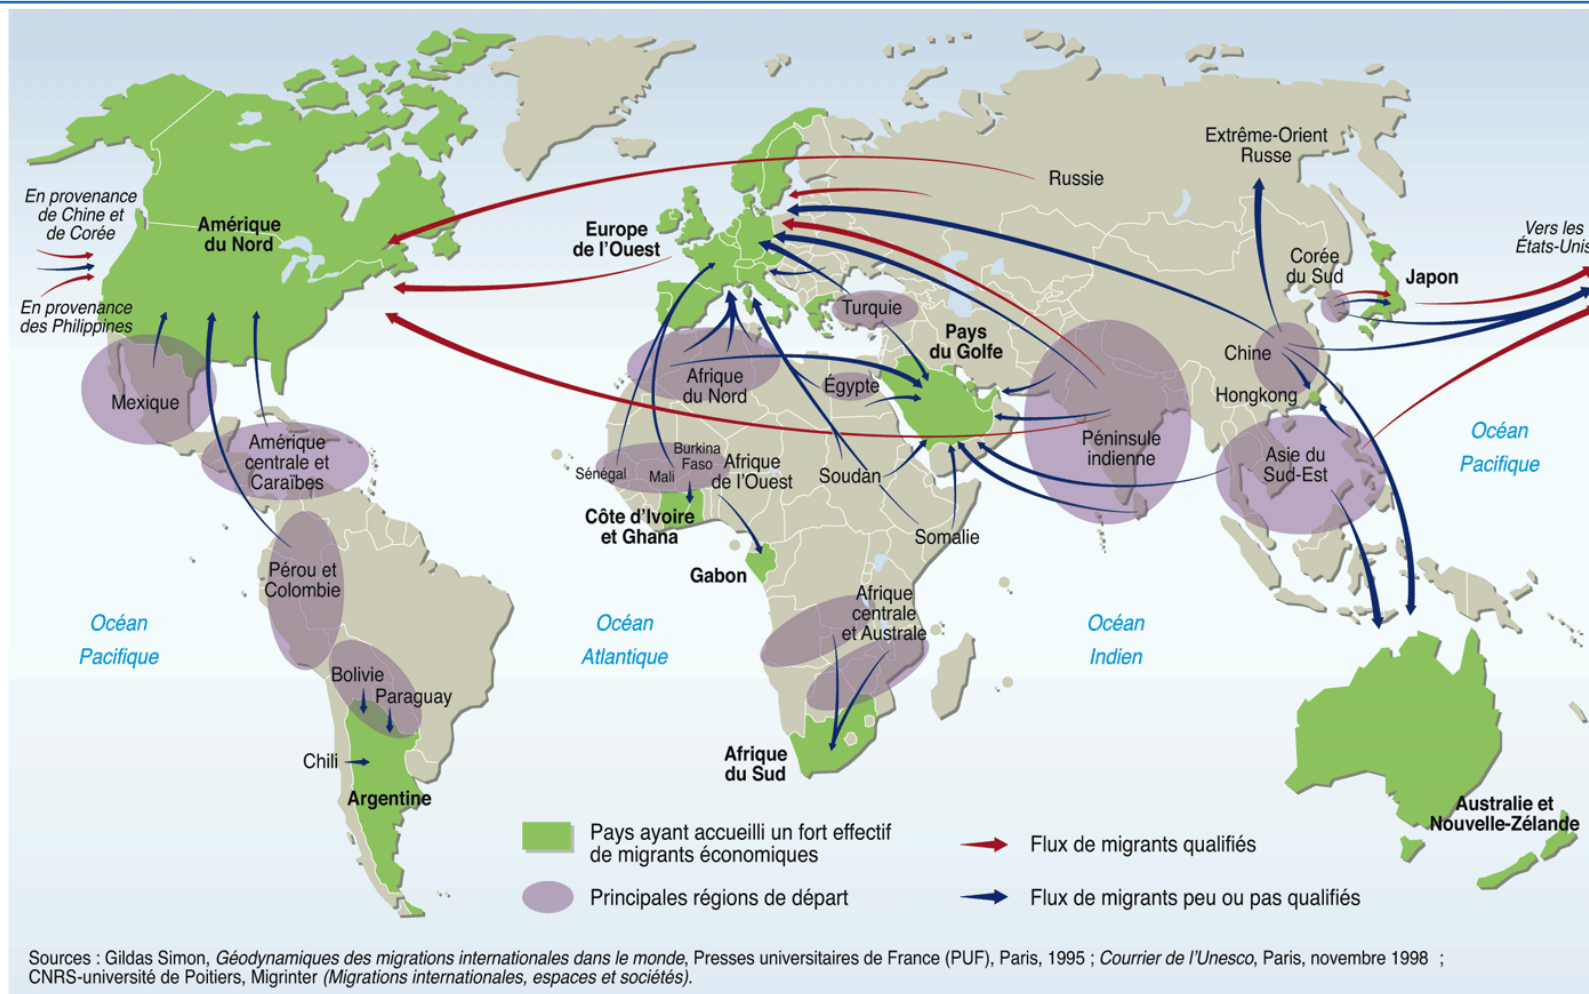 Extrême-Orient
Russe
Russie
En provenance
de Chine et
de Corée
Amérique
du Nord
Europe
de l'Ouest
Vers les
États-Unis
Corée
du Sud
Japon
En provenance
des Philippines
Turquie
Pays
du Golfe
Chine
Afrique
du Nord
Égypte
Hongkong
Mexique
Amérique
centrale et
Caraïbes
Péninsule
indienne
Asie du
Sud-Est
Océan
Pacifique
Sénégal
Mali
Burkina
Faso
Afrique
de l'Ouest
Soudan
Côte d'Ivoire
et Ghana
Somalie
Gabon
Pérou et
Colombie
Afrique
centrale
et Australe
Océan
Pacifique
Océan
Atlantique
Océan
Indien
Bolivie
Paraguay
Chili
Argentine
Afrique
du Sud
Australie et
Nouvelle-Zélande
Pays ayant accueilli un fort effectif
de migrants économiques
Principales régions de départ
Flux de migrants qualifiés
Flux de migrants peu ou pas qualifiés
Sources : Gildas Simon, Géodynamiques des migrations internationales dans le monde, Presses universitaires de France (PUF), Paris, 1995 ; Courrier de l'Unesco, Paris, novembre 1998 ;
CNRS-université de Poitiers, Migrinter (Migrations internationales, espaces et sociétés).